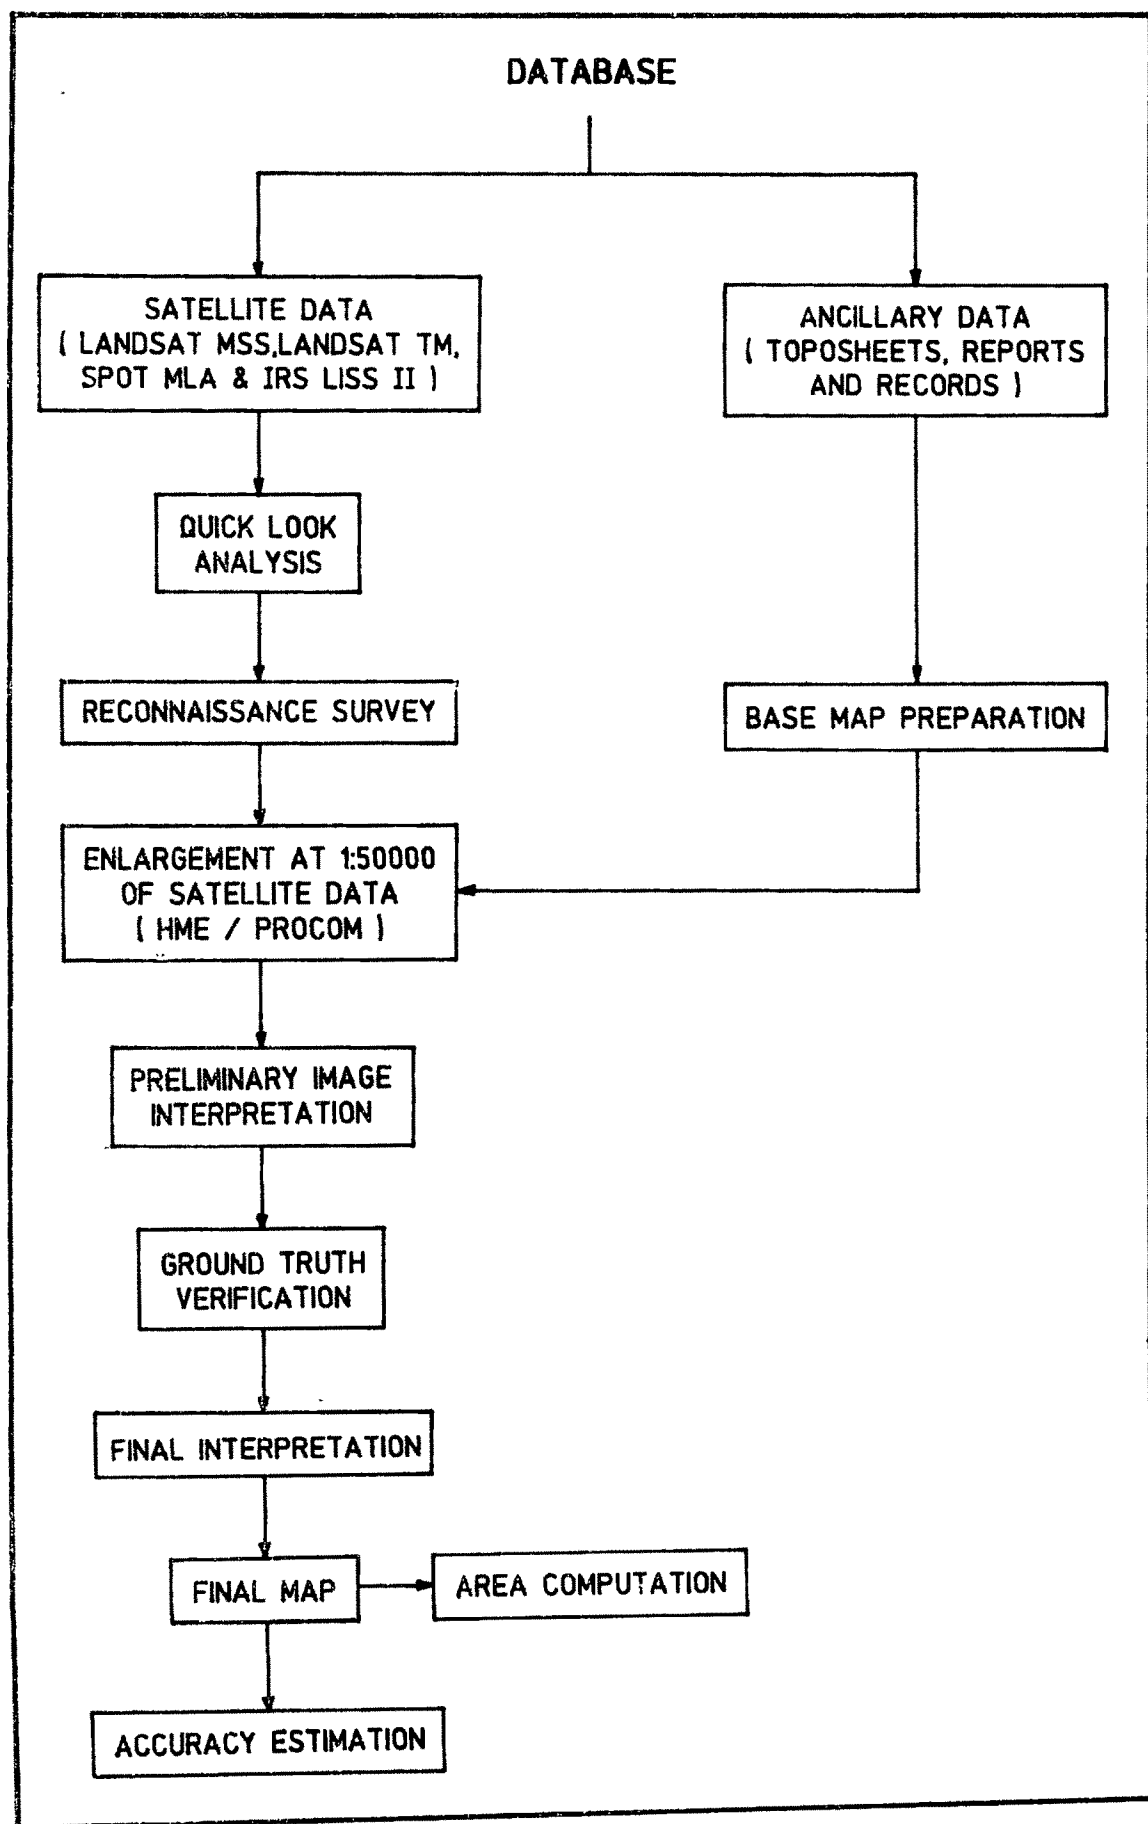 DATABASE
SATELLITE DATA
( LANDSAT MSS,LANDSAT TM,
SPOT MLA & IRS LISS II )
ANCILLARY DATA
( TOPOSHEETS, REPORTS
AND RECORDS )
QUICK LOOK
ANALYSIS
RECONNAISSANCE SURVEY
BASE MAP PREPARATION
ENLARGEMENT AT 1:50000
OF SATELLITE DATA
( HME / PROCOM )
PRELIMINARY IMAGE
INTERPRETATION
GROUND TRUTH
VERIFICATION
FINAL INTERPRETATION
FINAL MAP
AREA COMPUTATION
ACCURACY ESTIMATION